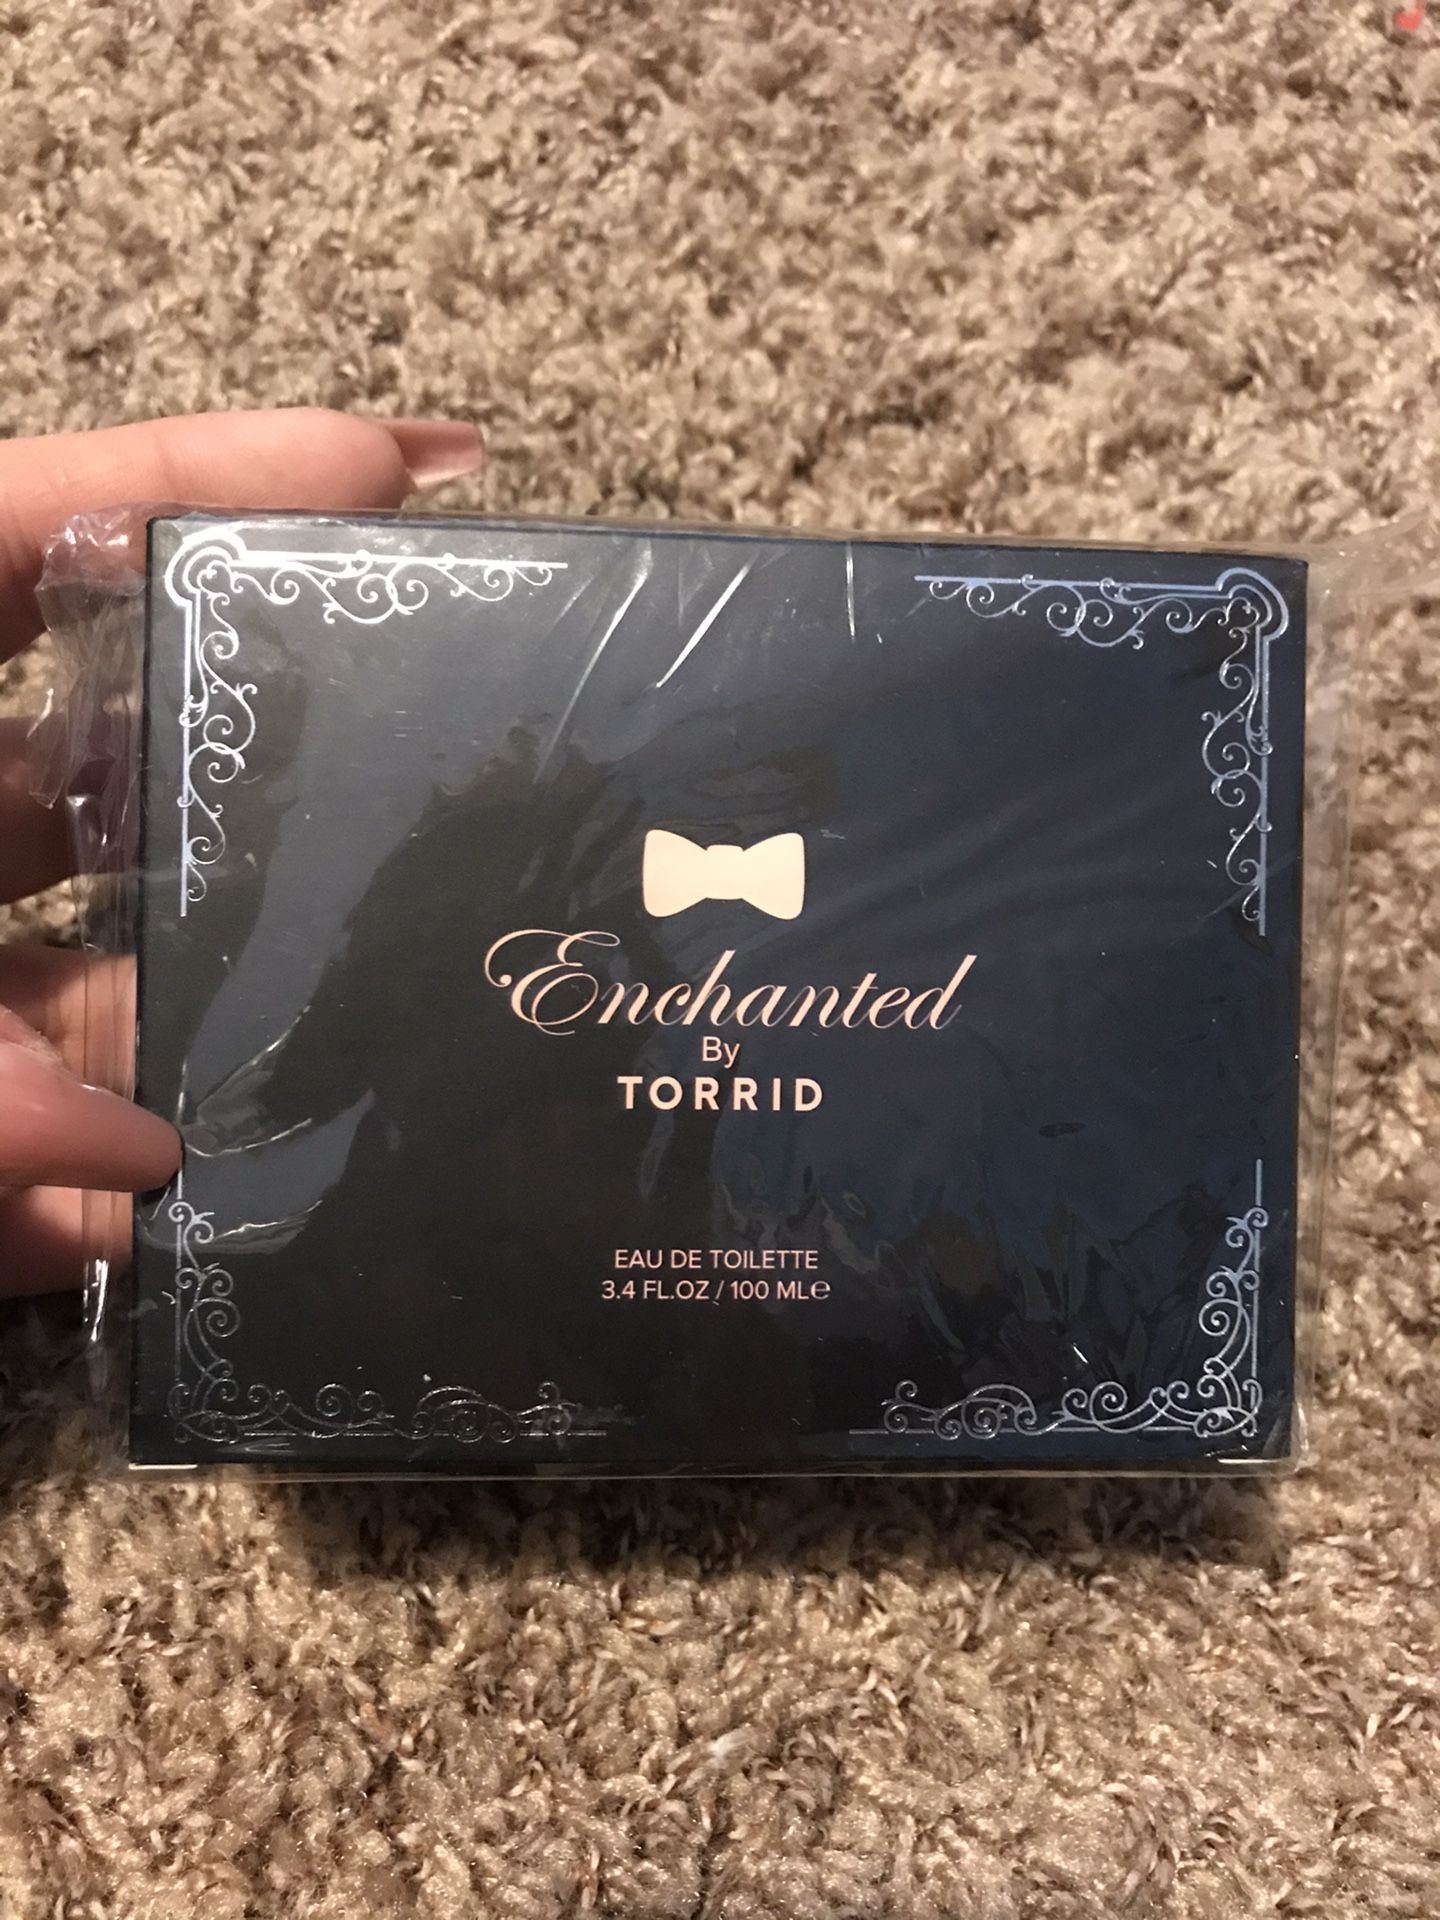 Enchanted
By
TORRID
EAU DE TOILETTE
3.4 FL.OZ / 100 ML℮